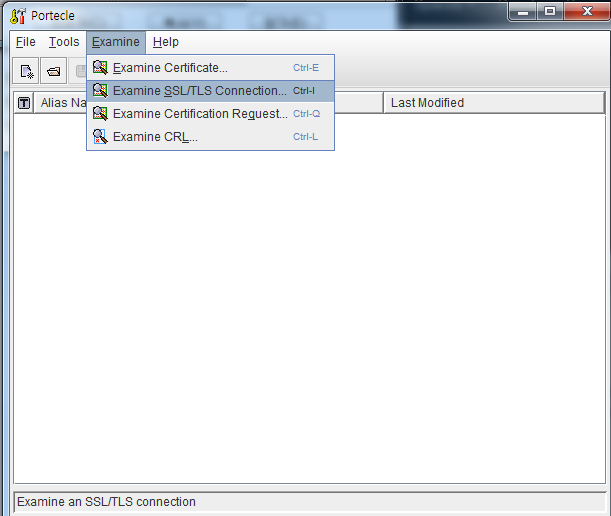 Portecle
File Tools Examine Help
Examine Certificate... Ctrl-E
Examine SSL/TLS Connection... Ctrl-I
Examine Certification Request... Ctrl-Q
Examine CRL... Ctrl-L
T Alias Na Last Modified
Examine an SSL/TLS connection